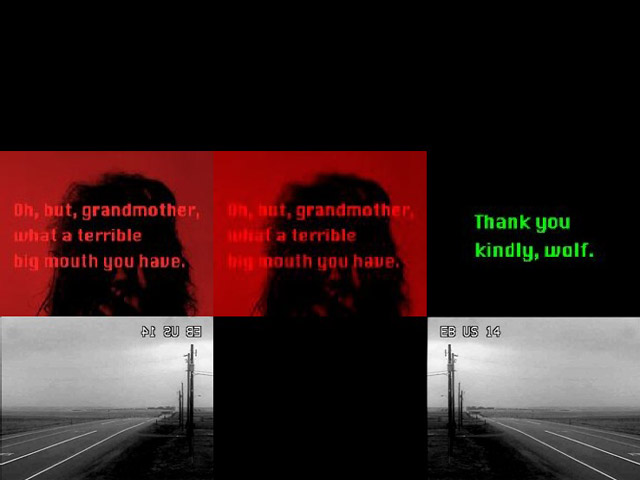 Oh, but, grandmother,
what a terrible
big mouth you have.
Oh, but, grandmother,
what a terrible
big mouth you have.
Thank you
kindly, wolf.
EB US 14
EB US 14